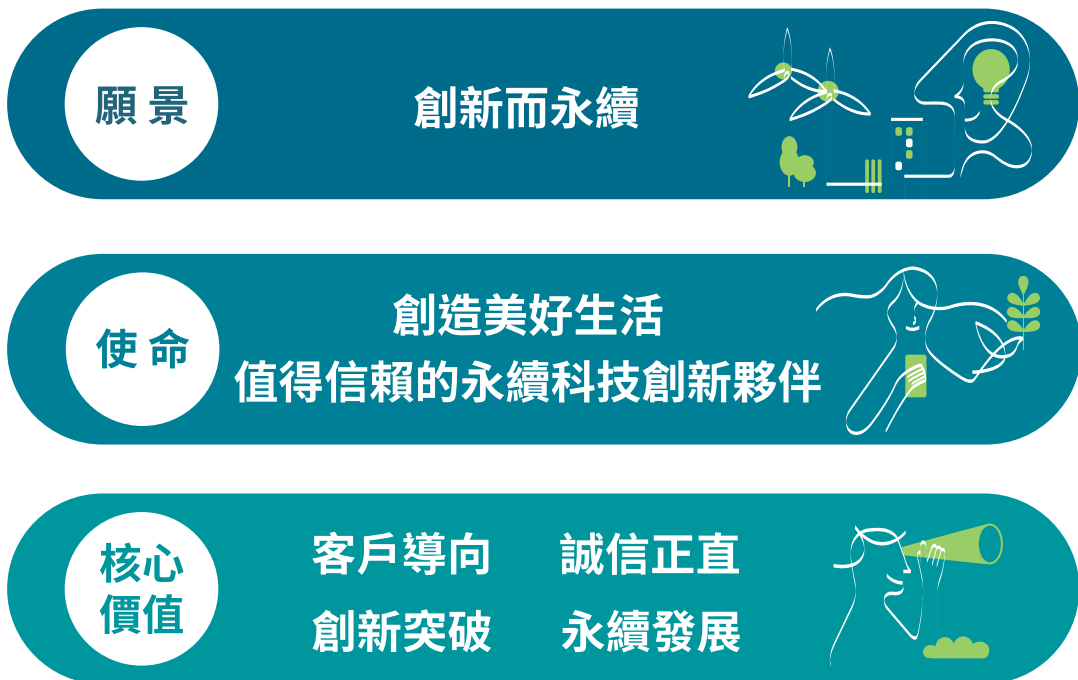 願景
創新而永續
使命
創造美好生活
值得信賴的永續科技創新夥伴
核心
價值
客戶導向 誠信正直
創新突破 永續發展